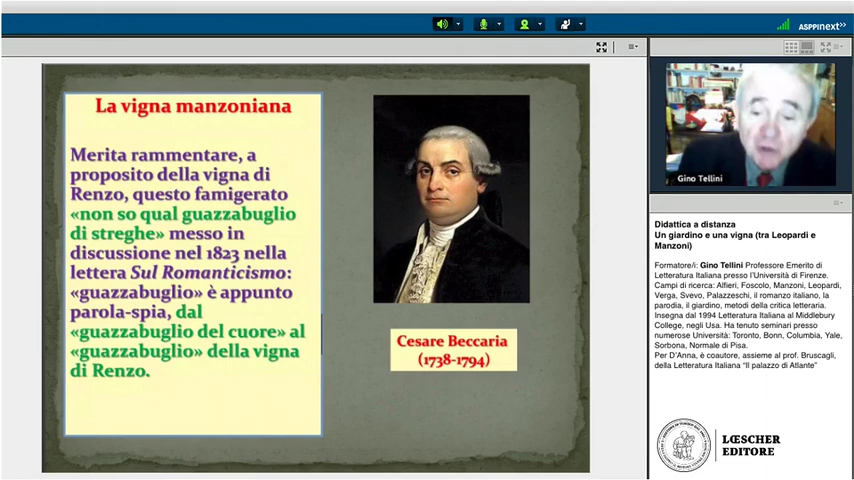 ASPPInext>>
La vigna manzoniana
Merita rammentare, a
proposito della vigna di
Renzo, questo famigerato
«non so qual guazzabuglio
di streghe» messo in
discussione nel 1823 nella
lettera Sul Romanticismo:
«guazzabuglio» è appunto
parola-spia, dal
«guazzabuglio del cuore» al
«guazzabuglio» della vigna
di Renzo.
Cesare Beccaria
(1738-1794)
Gino Tellini
Didattica a distanza
Un giardino e una vigna (tra Leopardi e
Manzoni)
Formatore/i: Gino Tellini Professore Emerito di
Letteratura Italiana presso l'Università di Firenze.
Campi di ricerca: Alfieri, Foscolo, Manzoni, Leopardi,
Verga, Svevo, Palazzeschi, il romanzo italiano, la
parodia, il giardino, metodi della critica letteraria.
Insegna dal 1994 Letteratura Italiana al Middlebury
College, negli Usa. Ha tenuto seminari presso
numerose Università: Toronto, Bonn, Columbia, Yale,
Sorbona, Normale di Pisa.
Per D'Anna, è coautore, assieme al prof. Bruscagli,
della Letteratura Italiana "Il palazzo di Atlante"
LŒSCHER
EDITORE